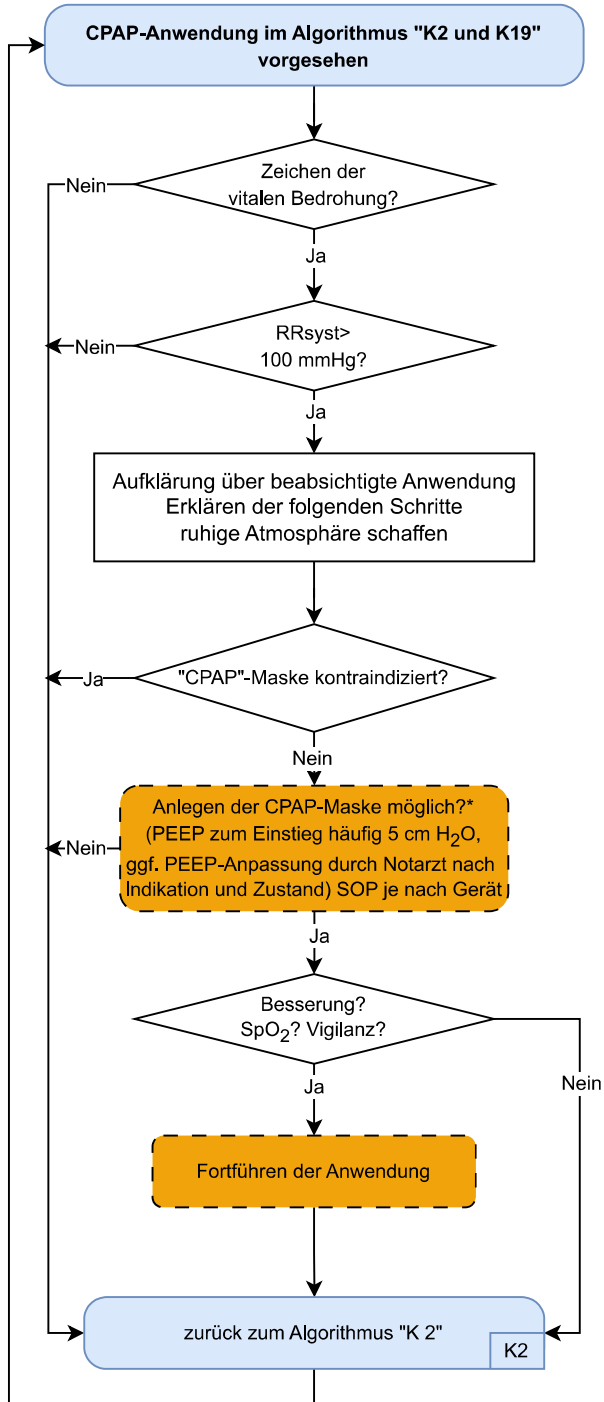 CPAP-Anwendung im Algorithmus "K2 und K19"
vorgesehen
Zeichen der
vitalen Bedrohung?
Nein
Ja
RRsyst>
100 mmHg?
Nein
Ja
Aufklärung über beabsichtigte Anwendung
Erklären der folgenden Schritte
ruhige Atmosphäre schaffen
"CPAP"-Maske kontraindiziert?
Ja
Nein
Anlegen der CPAP-Maske möglich?*
(PEEP zum Einstieg häufig 5 cm H₂O,
ggf. PEEP-Anpassung durch Notarzt nach
Indikation und Zustand) SOP je nach Gerät
Nein
Ja
Besserung?
SpO₂? Vigilanz?
Nein
Ja
Fortführen der Anwendung
zurück zum Algorithmus "K 2"
K2